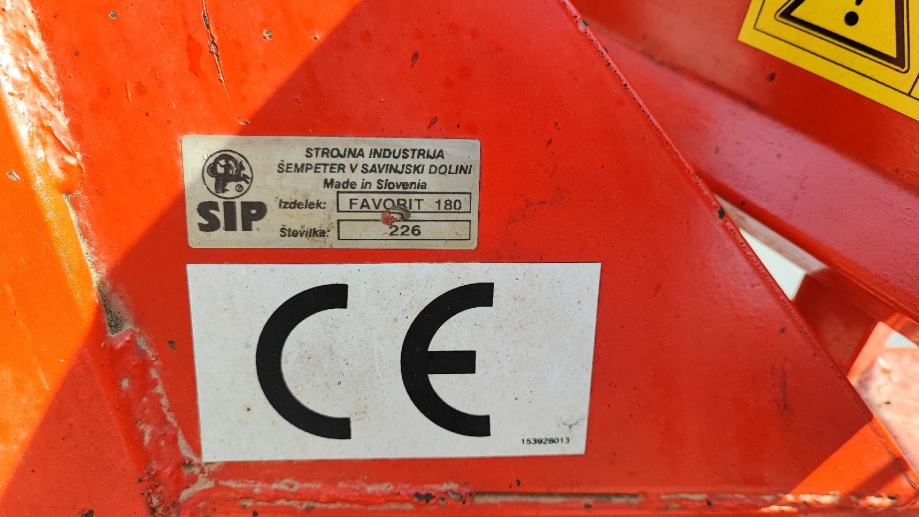 STROJNA INDUSTRIJA
ŠEMPETER V SAVINJSKI DOLINI
Made in Slovenia
SIP
Izdelek: FAVORIT 180
Številka: 226
CE
153928013